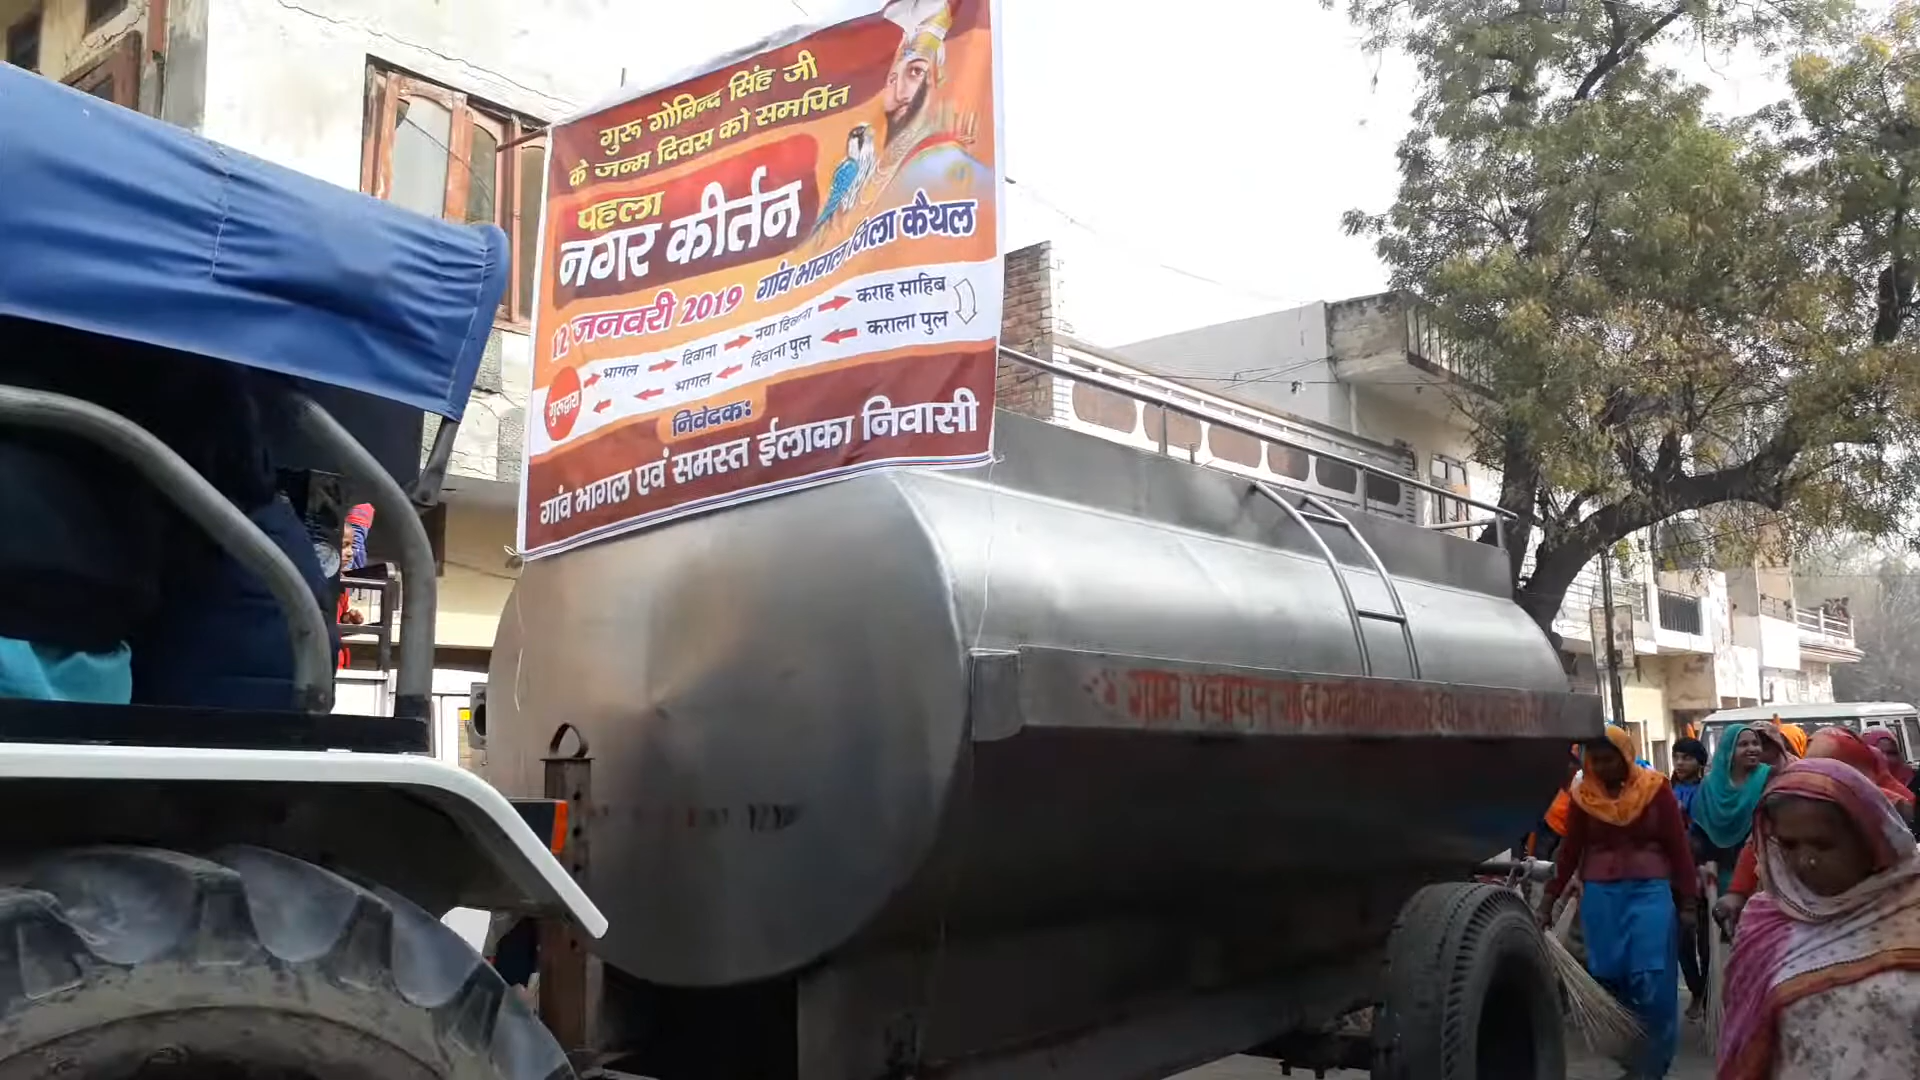 गुरू गोबिन्द सिंह जी
के जन्म दिवस को समर्पित
पहला
नगर कीर्तन
12 जनवरी 2019 गांव भागल जिला कैथल
भागल दिवाना नया दिवाना कराह साहिब
गुरूद्वारा भागल दिवाना पुल कराला पुल
निवेदकः
गांव भागल एवं समस्त ईलाका निवासी
ग्राम पंचायत गांव